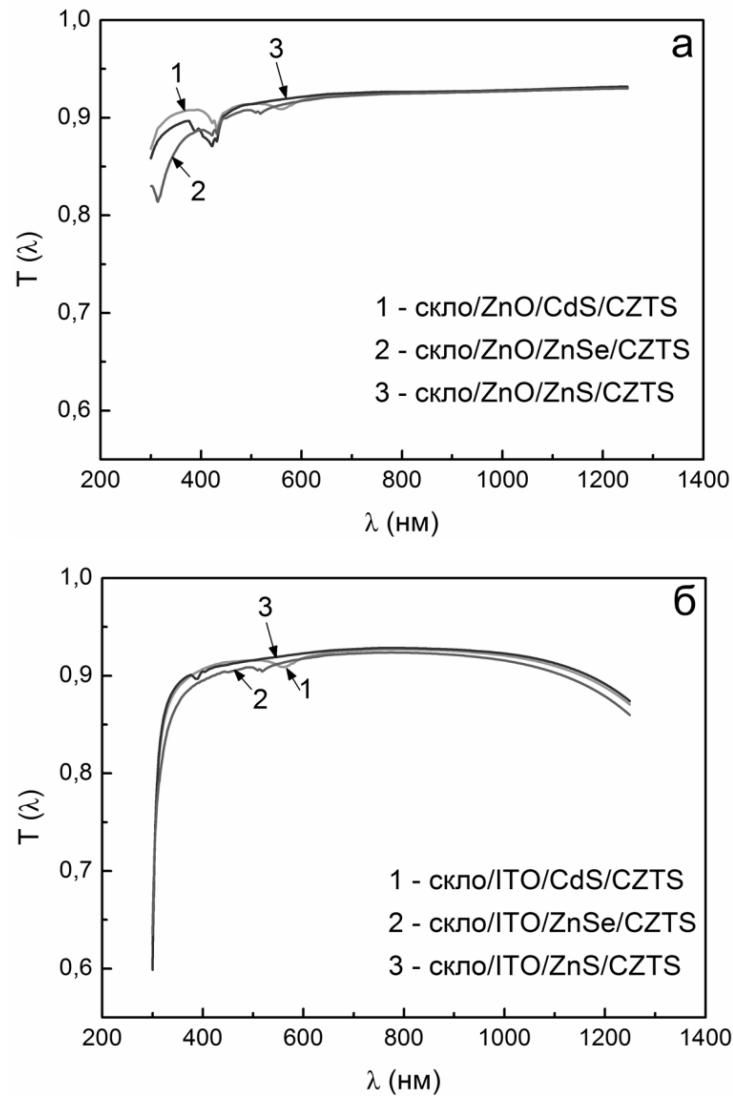 а
1,0
3
1
0,9
2
0,8
T (λ)
0,7
1 - скло/ZnO/CdS/CZTS
2 - скло/ZnO/ZnSe/CZTS
3 - скло/ZnO/ZnS/CZTS
0,6
200 400 600 800 1000 1200 1400
λ (нм)
б
1,0
3
0,9
2 1
0,8
T (λ)
0,7
1 - скло/ITO/CdS/CZTS
2 - скло/ITO/ZnSe/CZTS
3 - скло/ITO/ZnS/CZTS
0,6
200 400 600 800 1000 1200 1400
λ (нм)